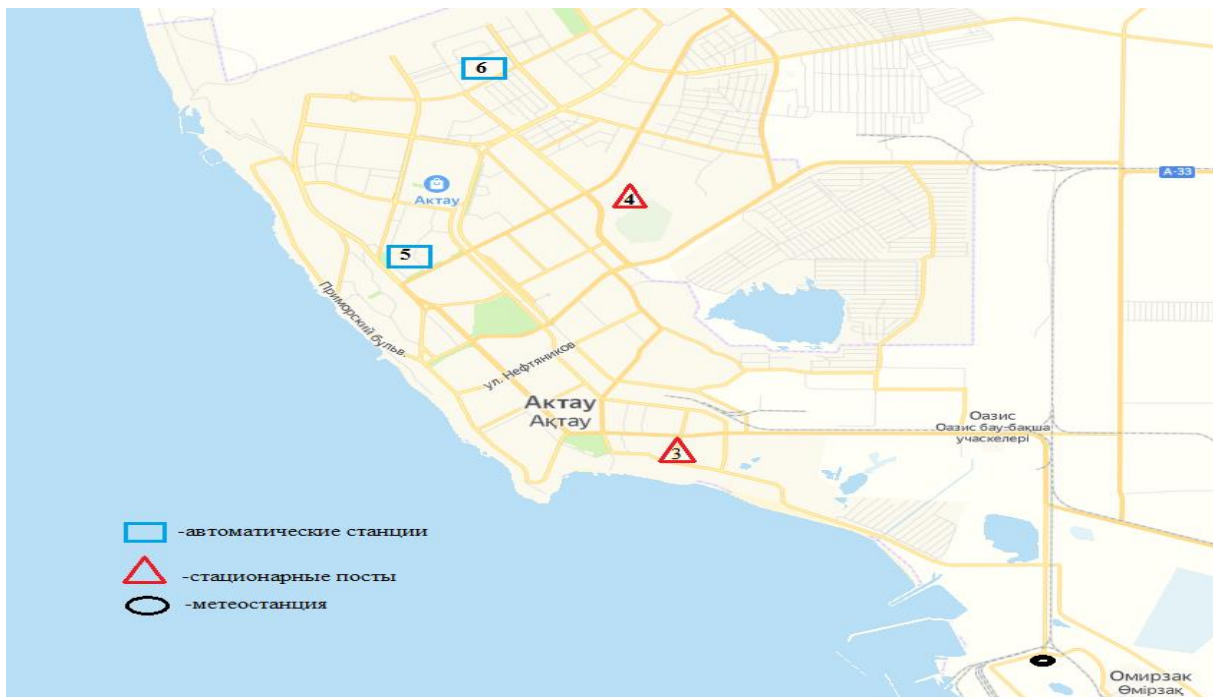 6
4
А-33
Актау
5
Приморский бульв.
ул. Нефтяников
Актау
Ақтау
Оазис
Оазис бау-бақша
учаскелері
3
-автоматические станции
-стационарные посты
-метеостанция
Омирзак
Өмірзақ